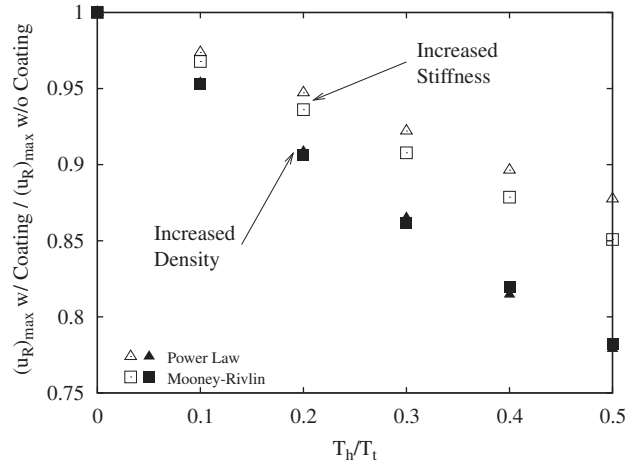 1
0.95
0.9
0.85
0.8
0.75
(u_R)_max w/ Coating / (u_R)_max w/o Coating
Increased
Stiffness
Increased
Density
Power Law
Mooney-Rivlin
0 0.1 0.2 0.3 0.4 0.5
T_h/T_t